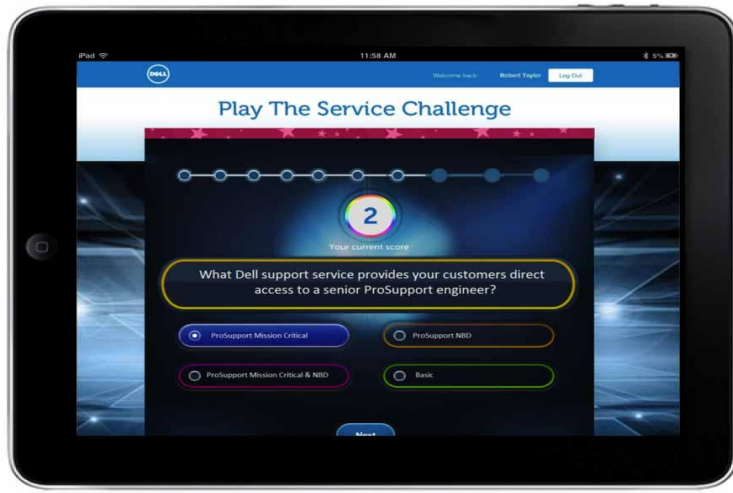 iPad
11:58 AM
5%
DELL
Welcome back
Robert Taylor
Log Out
Play The Service Challenge
2
Your current score
What Dell support service provides your customers direct
access to a senior ProSupport engineer?
ProSupport Mission Critical
ProSupport NBD
ProSupport Mission Critical & NBD
Basic
Next